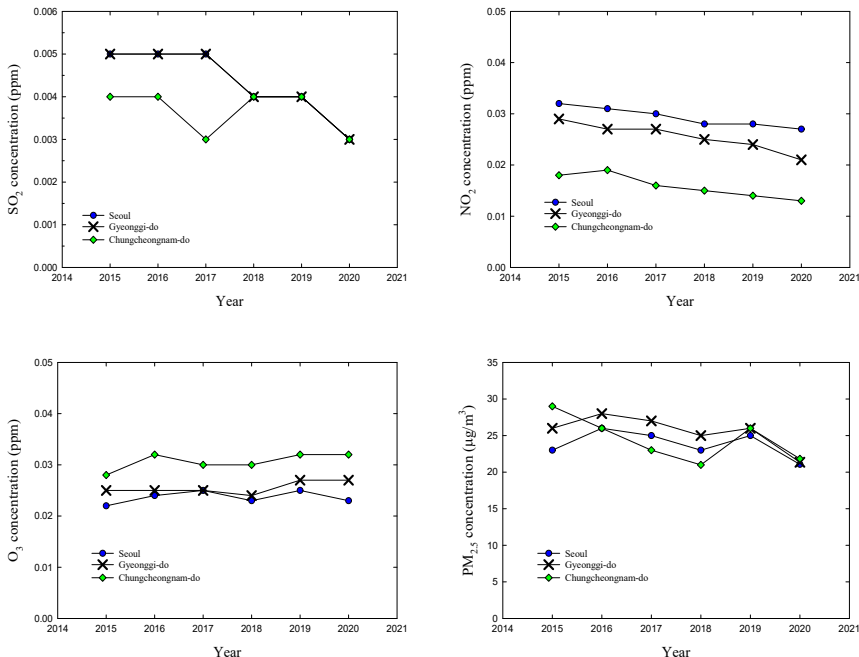 SO2 concentration (ppm)
0.006
0.005
0.004
0.003
0.002
0.001
0.000
Seoul
Gyeonggi-do
Chungcheongnam-do
2014 2015 2016 2017 2018 2019 2020 2021
Year
NO2 concentration (ppm)
0.05
0.04
0.03
0.02
0.01
0.00
Seoul
Gyeonggi-do
Chungcheongnam-do
2014 2015 2016 2017 2018 2019 2020 2021
Year
O3 concentration (ppm)
0.05
0.04
0.03
0.02
0.01
0.00
Seoul
Gyeonggi-do
Chungcheongnam-do
2014 2015 2016 2017 2018 2019 2020 2021
Year
PM2.5 concentration (μg/m³)
35
30
25
20
15
10
5
0
Seoul
Gyeonggi-do
Chungcheongnam-do
2014 2015 2016 2017 2018 2019 2020 2021
Year